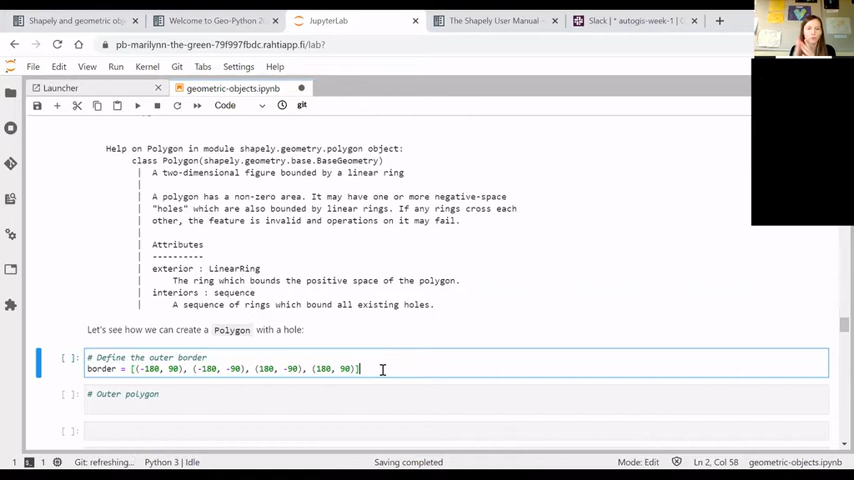 Shapely and geometric objects
Welcome to Geo-Python 20
JupyterLab
The Shapely User Manual —
Slack | * autogis-week-1 | C
pb-marilynn-the-green-79f997fbdc.rahtiapp.fi/lab?
File Edit View Run Kernel Git Tabs Settings Help
Launcher
geometric-objects.ipynb
Code
git
Help on Polygon in module shapely.geometry.polygon object:
class Polygon(shapely.geometry.base.BaseGeometry)
| A two-dimensional figure bounded by a linear ring
|
| A polygon has a non-zero area. It may have one or more negative-space
| "holes" which are also bounded by linear rings. If any rings cross each
| other, the feature is invalid and operations on it may fail.
|
| Attributes
| ----------
| exterior : LinearRing
| The ring which bounds the positive space of the polygon.
| interiors : sequence
| A sequence of rings which bound all existing holes.
Let's see how we can create a Polygon with a hole:
[ ]: # Define the outer border
border = [(-180, 90), (-180, -90), (180, -90), (180, 90)]
[ ]: # Outer polygon
[ ]:
1 Git: refreshing... Python 3 | Idle Saving completed Mode: Edit Ln 2, Col 58 geometric-objects.ipynb